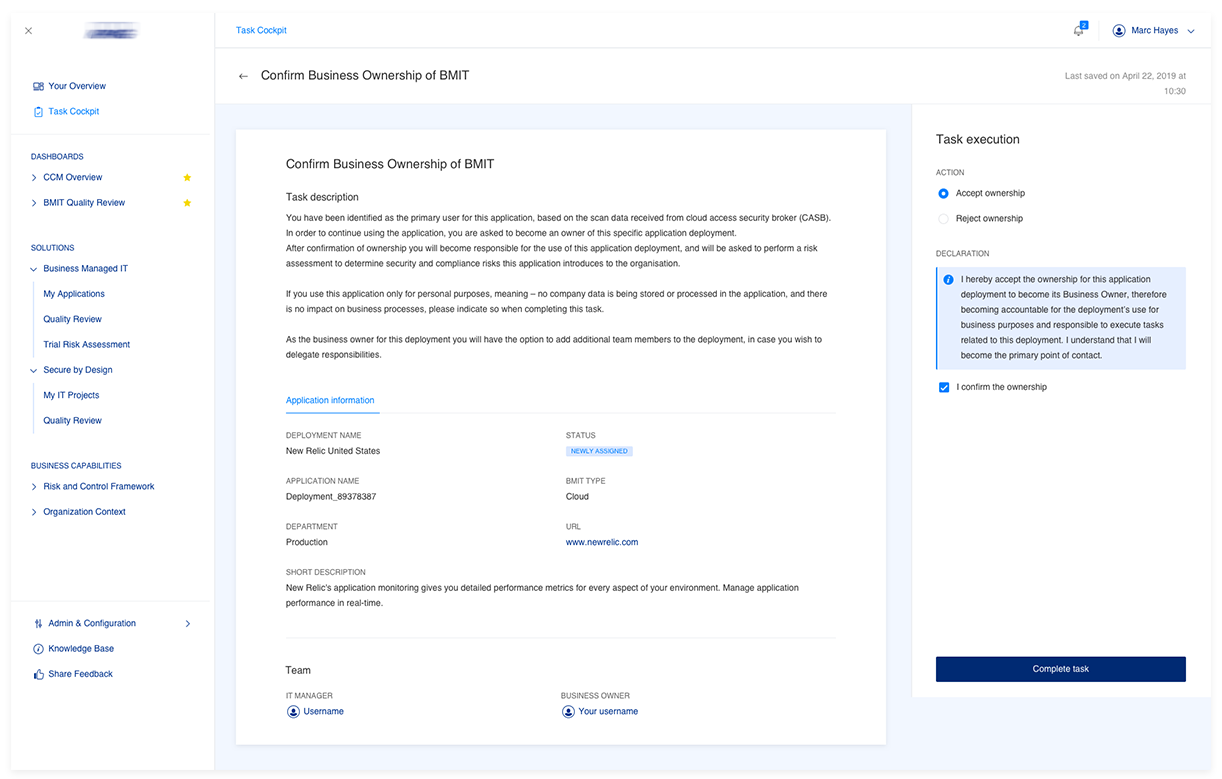 Task Cockpit
2
Marc Hayes
Your Overview
Task Cockpit
DASHBOARDS
CCM Overview
BMIT Quality Review
SOLUTIONS
Business Managed IT
My Applications
Quality Review
Trial Risk Assessment
Secure by Design
My IT Projects
Quality Review
BUSINESS CAPABILITIES
Risk and Control Framework
Organization Context
Admin & Configuration
Knowledge Base
Share Feedback
Confirm Business Ownership of BMIT
Last saved on April 22, 2019 at
10:30
Confirm Business Ownership of BMIT
Task description
You have been identified as the primary user for this application, based on the scan data received from cloud access security broker (CASB).
In order to continue using the application, you are asked to become an owner of this specific application deployment.
After confirmation of ownership you will become responsible for the use of this application deployment, and will be asked to perform a risk
assessment to determine security and compliance risks this application introduces to the organisation.
If you use this application only for personal purposes, meaning – no company data is being stored or processed in the application, and there
is no impact on business processes, please indicate so when completing this task.
As the business owner for this deployment you will have the option to add additional team members to the deployment, in case you wish to
delegate responsibilities.
Application information
DEPLOYMENT NAME
New Relic United States
STATUS
NEWLY ASSIGNED
APPLICATION NAME
Deployment_89378387
BMIT TYPE
Cloud
DEPARTMENT
Production
URL
www.newrelic.com
SHORT DESCRIPTION
New Relic's application monitoring gives you detailed performance metrics for every aspect of your environment. Manage application
performance in real-time.
Team
IT MANAGER
Username
BUSINESS OWNER
Your username
Task execution
ACTION
Accept ownership
Reject ownership
DECLARATION
I hereby accept the ownership for this application
deployment to become its Business Owner, therefore
becoming accountable for the deployment's use for
business purposes and responsible to execute tasks
related to this deployment. I understand that I will
become the primary point of contact.
I confirm the ownership
Complete task